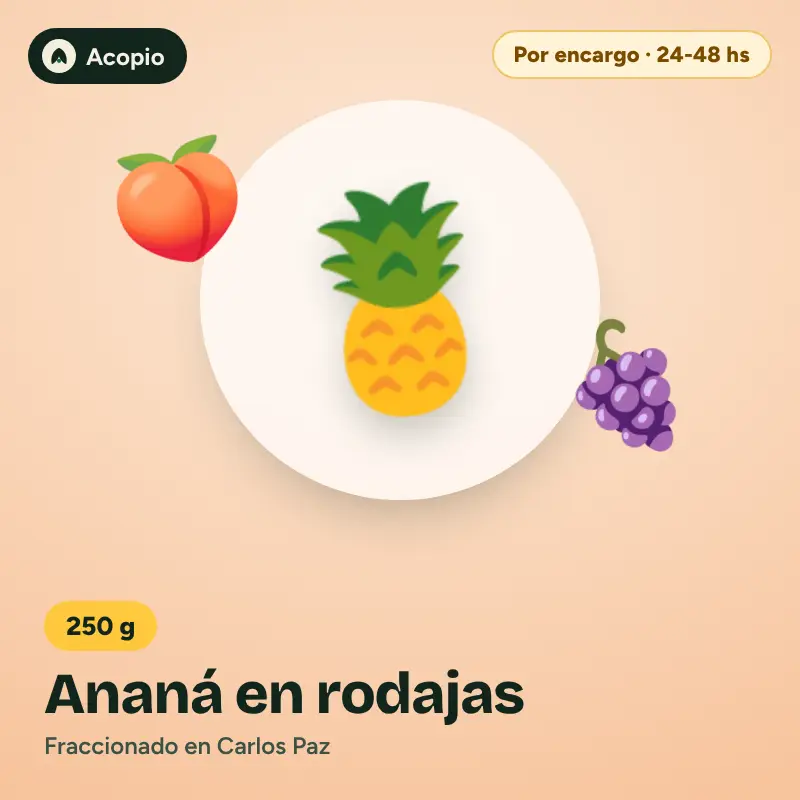 Acopio
Por encargo · 24-48 hs
250 g
Ananá en rodajas
Fraccionado en Carlos Paz